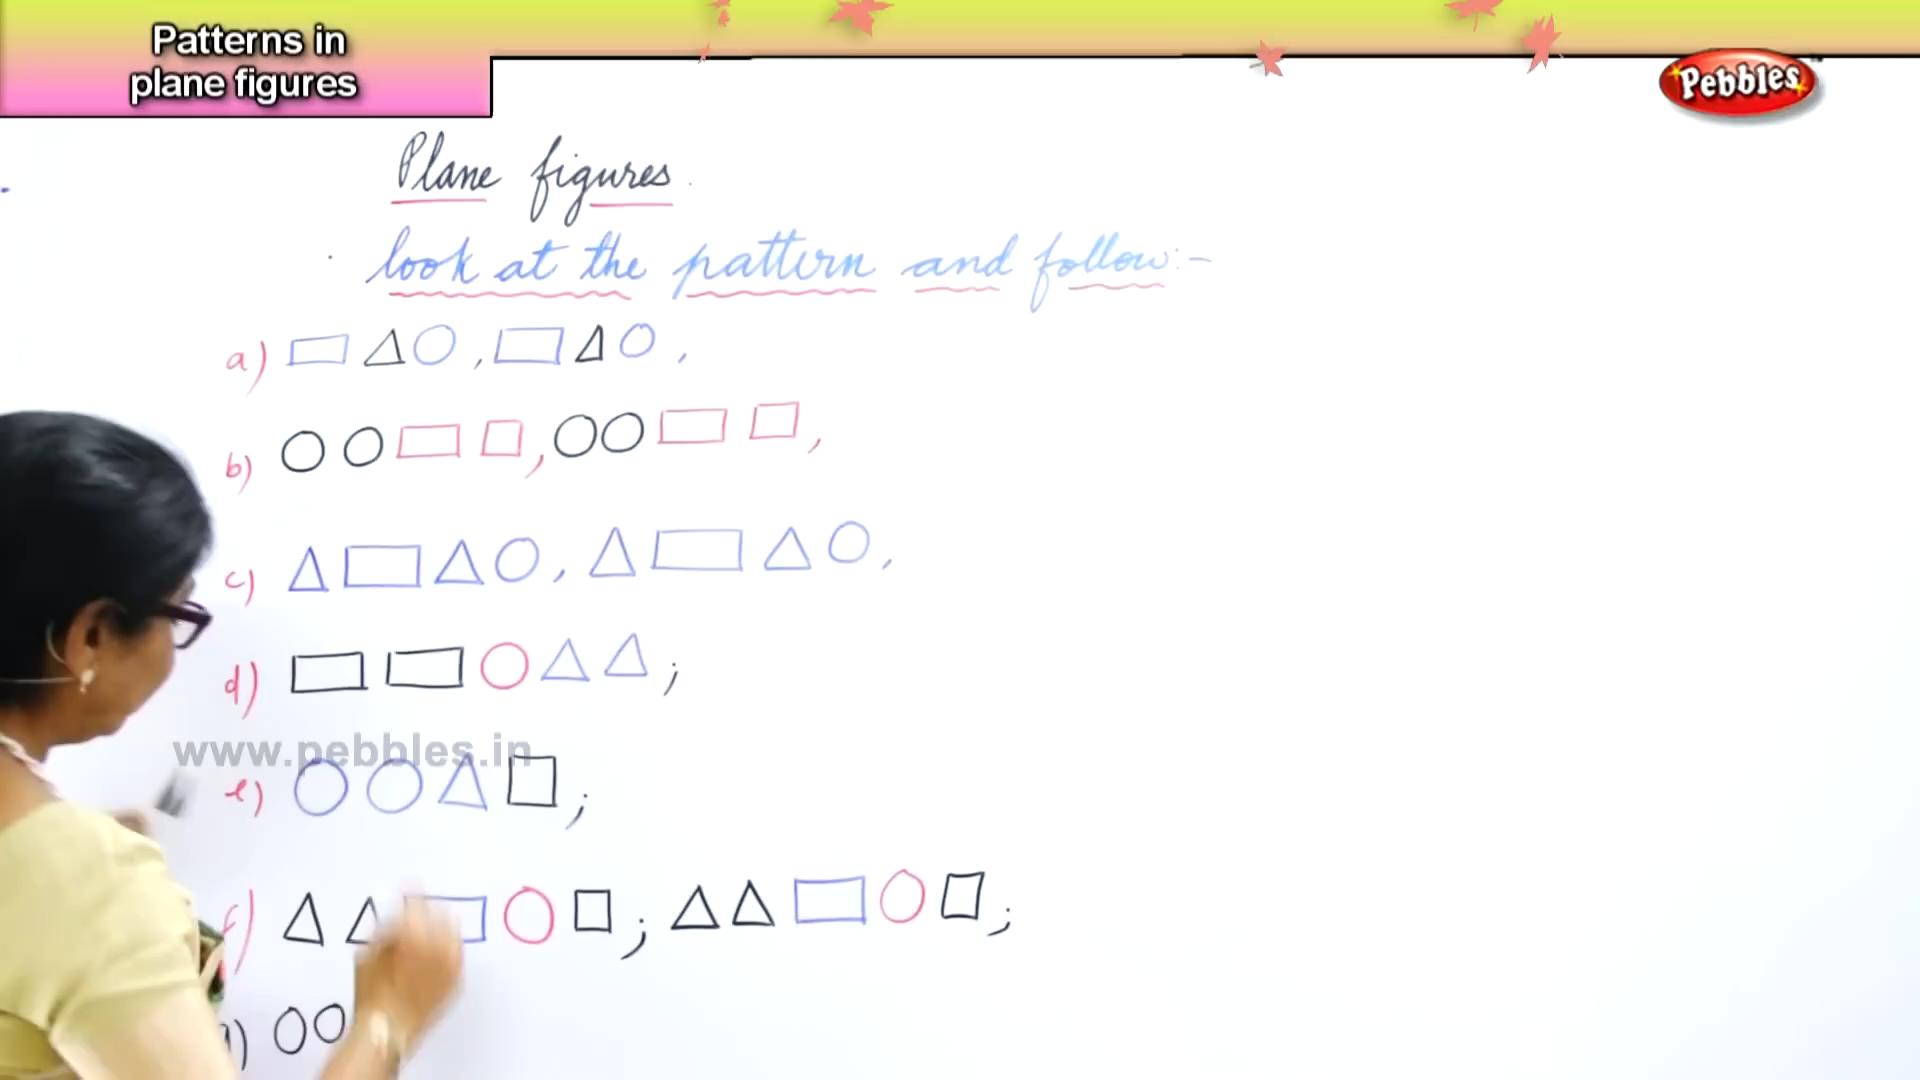 Patterns in
plane figures
Pebbles
Plane figures
look at the pattern and follow:-
a)
b)
c)
d)
www.pebbles.in
e)
f)